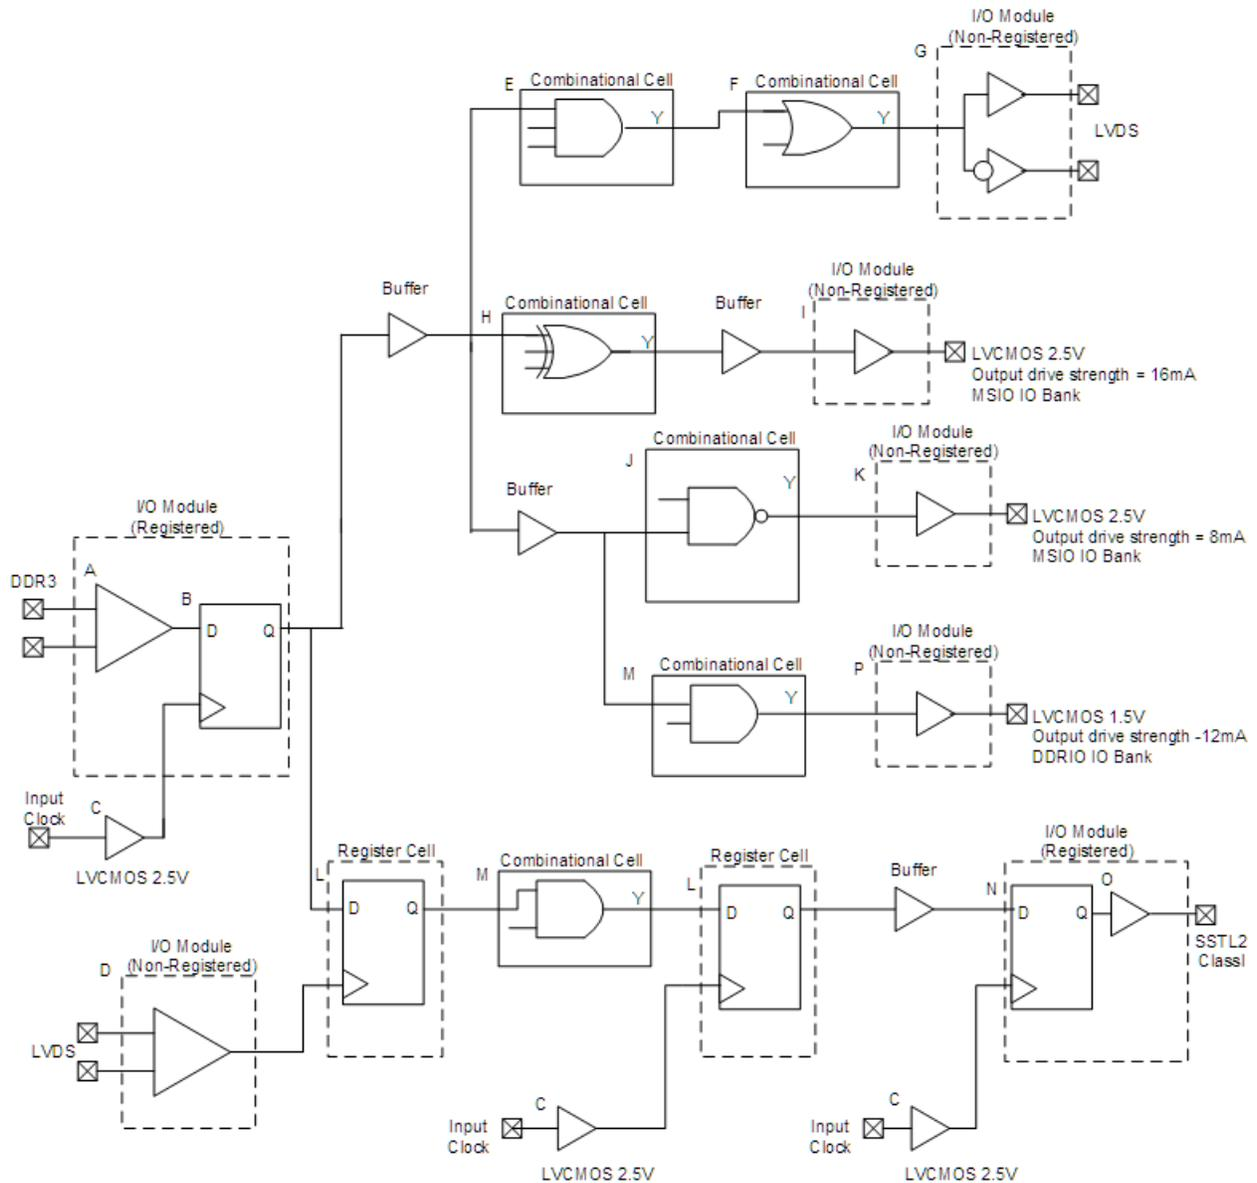 I/O Module
(Non-Registered)
G
E
Combinational Cell
Y
F
Combinational Cell
Y
LVDS
Buffer
H
Combinational Cell
Y
Buffer
I/O Module
(Non-Registered)
I
LVCMOS 2.5V
Output drive strength = 16mA
MSIO IO Bank
Buffer
J
Combinational Cell
Y
I/O Module
(Non-Registered)
K
LVCMOS 2.5V
Output drive strength = 8mA
MSIO IO Bank
I/O Module
(Registered)
DDR3
A
B
D
Q
M
Combinational Cell
Y
I/O Module
(Non-Registered)
P
LVCMOS 1.5V
Output drive strength -12mA
DDRIO IO Bank
Input
Clock
C
LVCMOS 2.5V
Register Cell
L
D
Q
M
Combinational Cell
Y
Register Cell
L
D
Q
Buffer
I/O Module
(Registered)
N
D
Q
O
SSTL2
ClassI
I/O Module
(Non-Registered)
D
LVDS
Input
Clock
C
LVCMOS 2.5V
Input
Clock
C
LVCMOS 2.5V